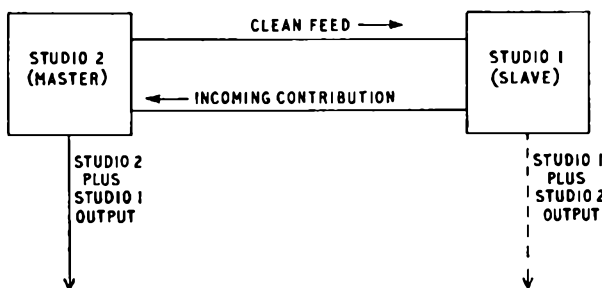 CLEAN FEED
STUDIO 2
(MASTER)
STUDIO 1
(SLAVE)
INCOMING CONTRIBUTION
STUDIO 2
PLUS
STUDIO 1
OUTPUT
STUDIO 1
PLUS
STUDIO 2
OUTPUT